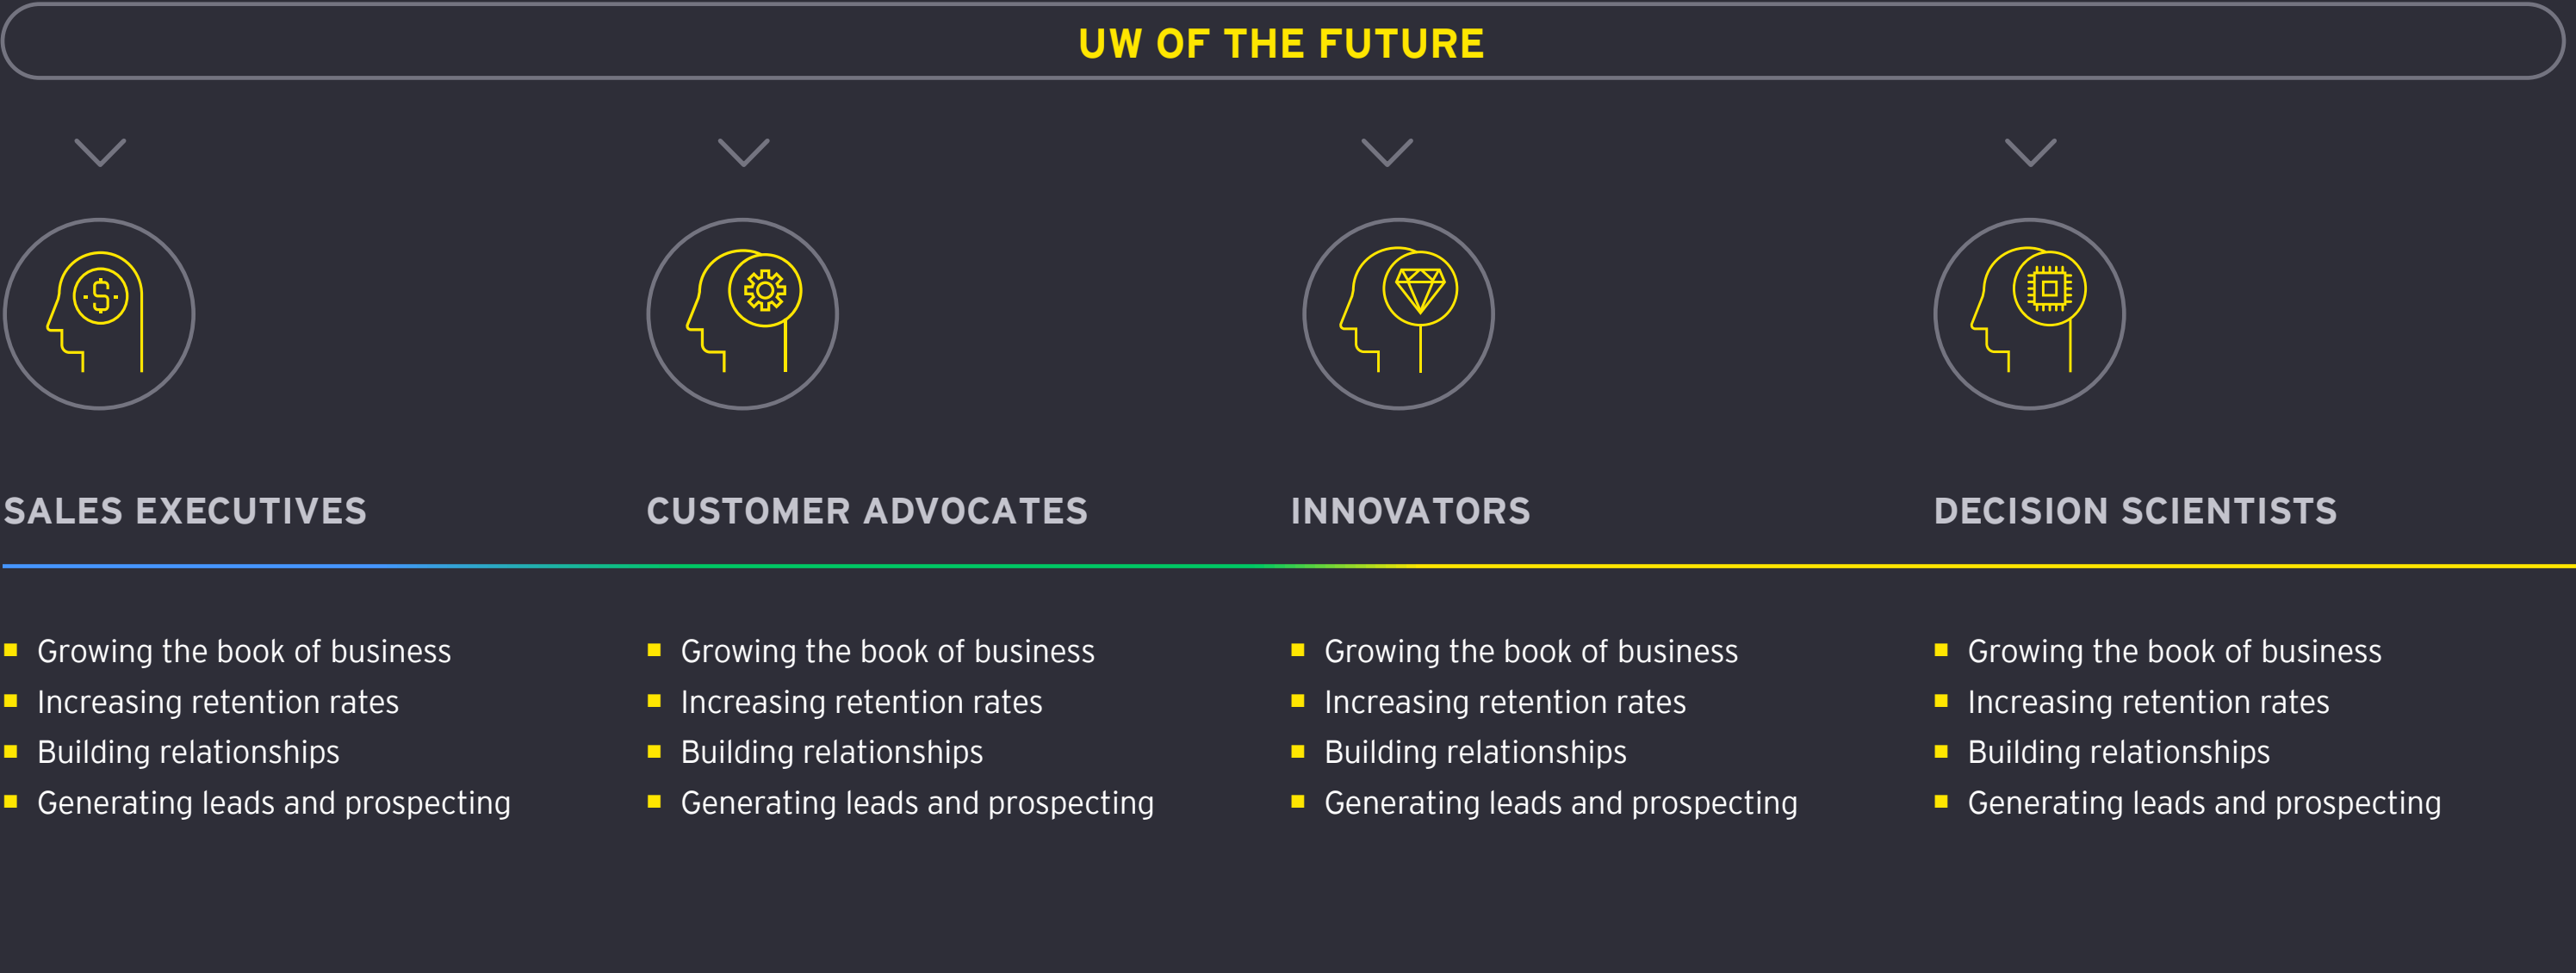 UW OF THE FUTURE
SALES EXECUTIVES
Growing the book of business
Increasing retention rates
Building relationships
Generating leads and prospecting
CUSTOMER ADVOCATES
Growing the book of business
Increasing retention rates
Building relationships
Generating leads and prospecting
INNOVATORS
Growing the book of business
Increasing retention rates
Building relationships
Generating leads and prospecting
DECISION SCIENTISTS
Growing the book of business
Increasing retention rates
Building relationships
Generating leads and prospecting